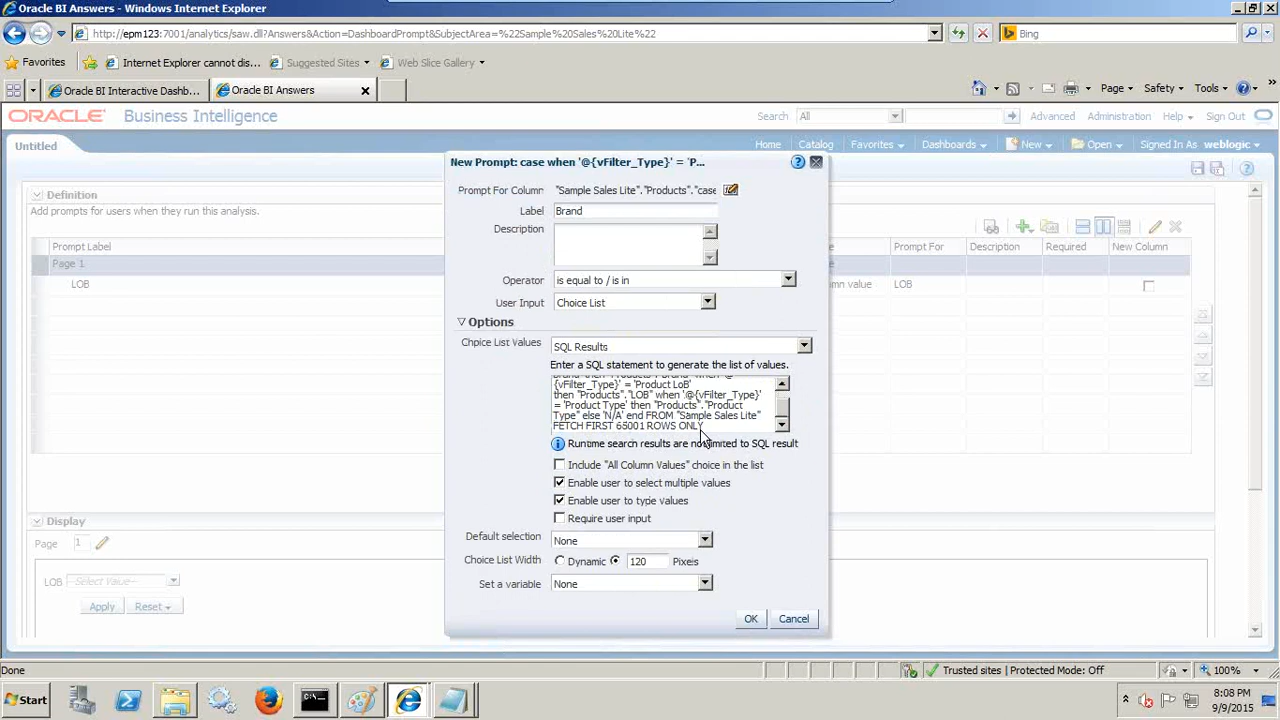 Oracle BI Answers - Windows Internet Explorer
http://epm123:7001/analytics/saw.dll?Answers&Action=DashboardPrompt&SubjectArea=%22Sample%20Sales%20Lite%22
Bing
Favorites
Internet Explorer cannot dis...
Suggested Sites
Web Slice Gallery
Oracle BI Interactive Dashb...
Oracle BI Answers
Page
Safety
Tools
ORACLE Business Intelligence
Search
All
Advanced
Administration
Help
Sign Out
Untitled
Home
Catalog
Favorites
Dashboards
New
Open
Signed In As weblogic
Definition
Add prompts for users when they run this analysis.
Prompt Label
Prompt For
Description
Required
New Column
Page 1
LOB
LOB
New Prompt: case when '@{vFilter_Type}' = 'P...
Prompt For Column "Sample Sales Lite"."Products"."case
Label Brand
Description
Operator is equal to / is in
User Input Choice List
Options
Choice List Values SQL Results
Enter a SQL statement to generate the list of values.
{vFilter_Type}' = 'Product LoB'
then "Products"."LOB" when '@{vFilter_Type}'
= 'Product Type' then "Products"."Product
Type" else 'N/A' end FROM "Sample Sales Lite"
FETCH FIRST 65001 ROWS ONLY
Runtime search results are not limited to SQL result
Include "All Column Values" choice in the list
Enable user to select multiple values
Enable user to type values
Require user input
Default selection None
Choice List Width Dynamic 120 Pixels
Set a variable None
OK
Cancel
Display
Page 1
LOB --Select Value--
Apply
Reset
Done
Trusted sites | Protected Mode: Off
100%
Start
8:08 PM
9/9/2015